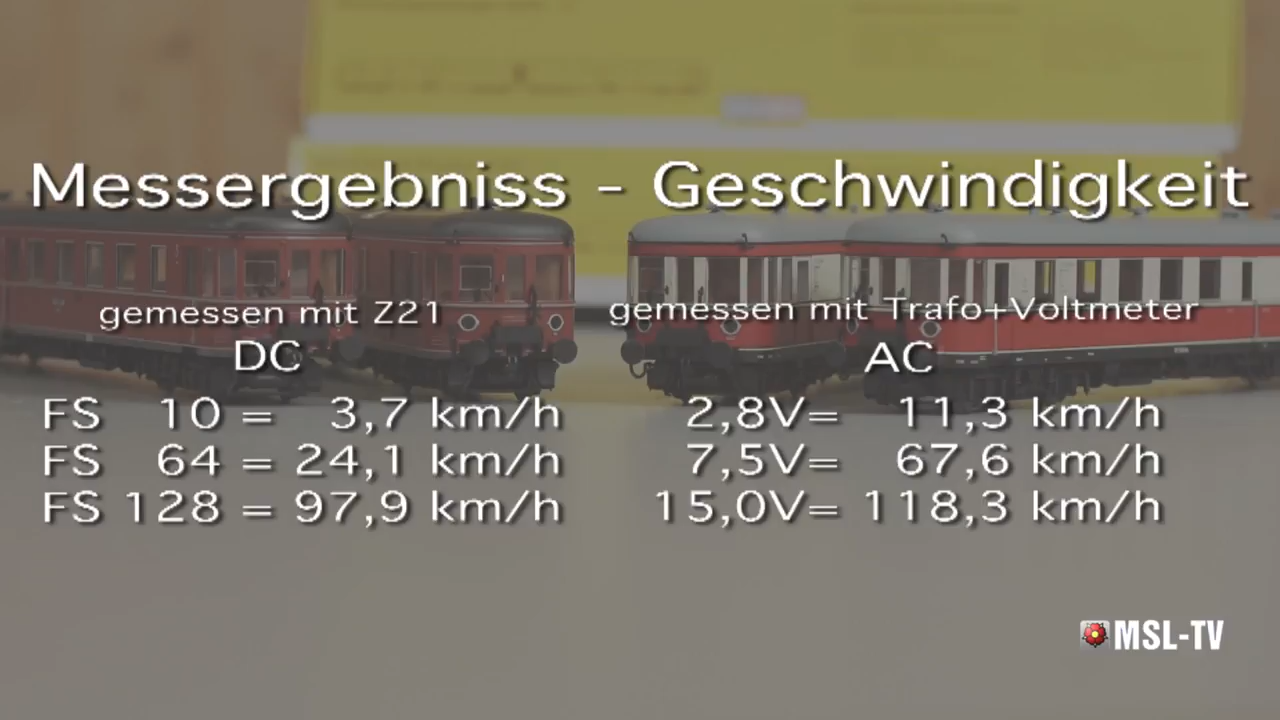 Messergebniss - Geschwindigkeit
gemessen mit Z21
DC
FS 10 = 3,7 km/h
FS 64 = 24,1 km/h
FS 128 = 97,9 km/h
gemessen mit Trafo+Voltmeter
AC
2,8V= 11,3 km/h
7,5V= 67,6 km/h
15,0V= 118,3 km/h
MSL-TV